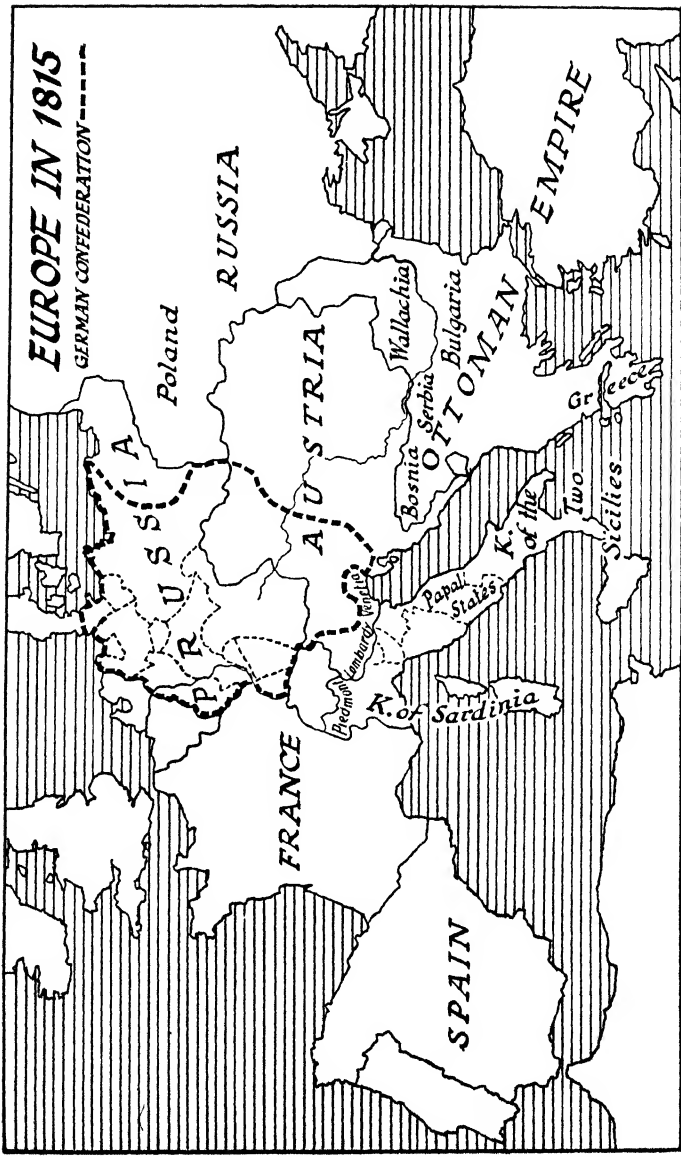 EUROPE IN 1815
GERMAN CONFEDERATION
RUSSIA
Poland
PRUSSIA
AUSTRIA
FRANCE
SPAIN
Piedmont
Lombardy
Venetia
K. of Sardinia
Papal
States
K. of the
Two
Sicilies
Bosnia
Serbia
Wallachia
Bulgaria
OTTOMAN
EMPIRE
Greece